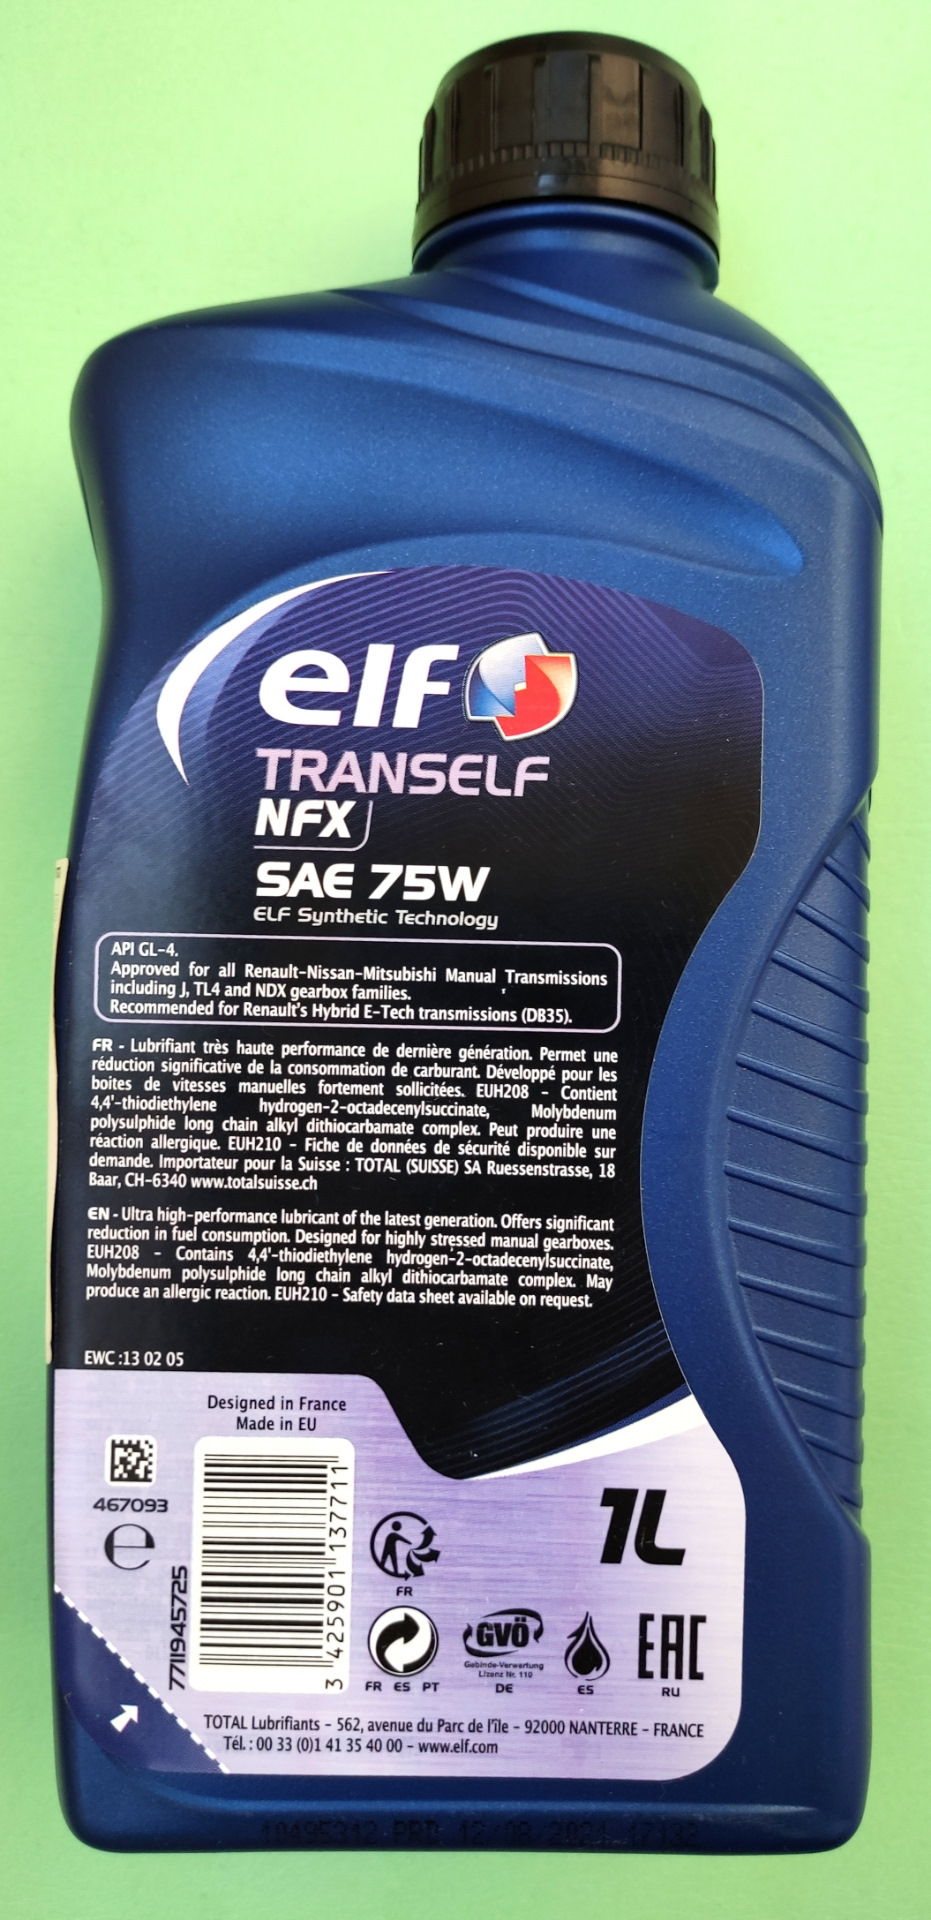 elf
TRANSELF
NFX
SAE 75W
ELF Synthetic Technology
API GL-4.
Approved for all Renault-Nissan-Mitsubishi Manual Transmissions
including J, TL4 and NDX gearbox families.
Recommended for Renault's Hybrid E-Tech transmissions (DB35).
FR - Lubrifiant très haute performance de dernière génération. Permet une
réduction significative de la consommation de carburant. Développé pour les
boites de vitesses manuelles fortement sollicitées. EUH208 - Contient
4,4'-thiodiethylene hydrogen-2-octadecenylsuccinate, Molybdenum
polysulphide long chain alkyl dithiocarbamate complex. Peut produire une
réaction allergique. EUH210 - Fiche de données de sécurité disponible sur
demande. Importateur pour la Suisse : TOTAL (SUISSE) SA Ruessenstrasse, 18
Baar, CH-6340 www.totalsuisse.ch
EN - Ultra high-performance lubricant of the latest generation. Offers significant
reduction in fuel consumption. Designed for highly stressed manual gearboxes.
EUH208 - Contains 4,4'-thiodiethylene hydrogen-2-octadecenylsuccinate,
Molybdenum polysulphide long chain alkyl dithiocarbamate complex. May
produce an allergic reaction. EUH210 - Safety data sheet available on request.
EWC :13 02 05
Designed in France
Made in EU
467093
e
7711945725
3 425901 137711
1L
FR
FR ES PT
GVÖ
Gebinde-Verwertung
Lizenz Nr. 110
DE
ES
EAC
RU
TOTAL Lubrifiants - 562, avenue du Parc de l'île - 92000 NANTERRE - FRANCE
Tél. : 00 33 (0)1 41 35 40 00 - www.elf.com
PRD 12/08 2021